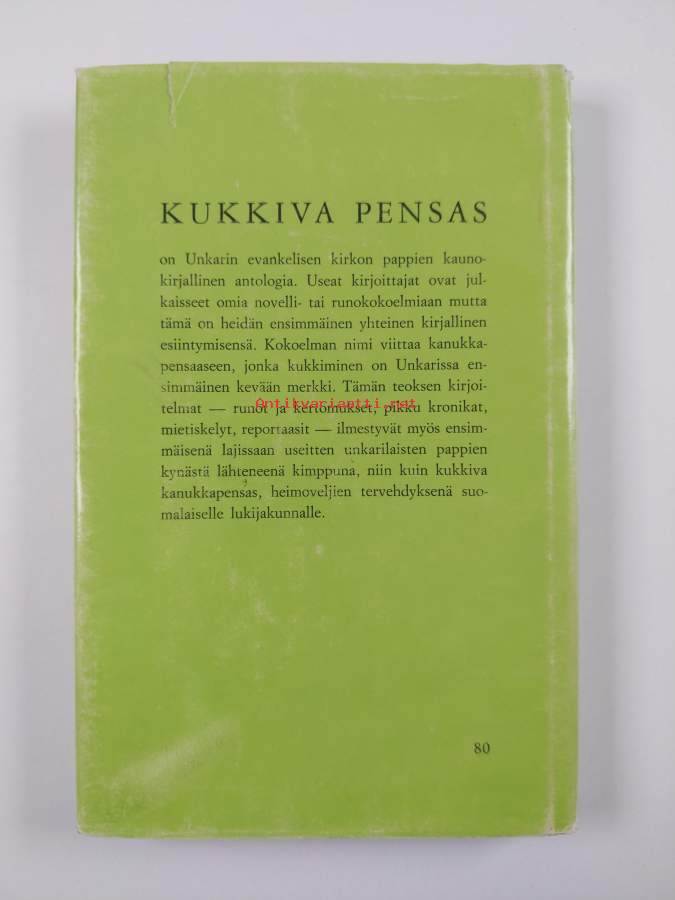 KUKKIVA PENSAS
on Unkarin evankelisen kirkon pappien kauno-
kirjallinen antologia. Useat kirjoittajat ovat jul-
kaisseet omia novelli- tai runokokoelmiaan mutta
tämä on heidän ensimmäinen yhteinen kirjallinen
esiintymisensä. Kokoelman nimi viittaa kanukka-
pensaaseen, jonka kukkiminen on Unkarissa en-
simmäinen kevään merkki. Tämän teoksen kirjoi-
telmat — runot ja kertomukset, pikku kronikat,
Antikvariantti.net
mietiskelyt, reportaasit — ilmestyvät myös ensim-
mäisenä lajissaan useitten unkarilaisten pappien
kynästä lähteneenä kimppuna, niin kuin kukkiva
kanukkapensas, heimoveljien tervehdyksenä suo-
malaiselle lukijakunnalle.
80